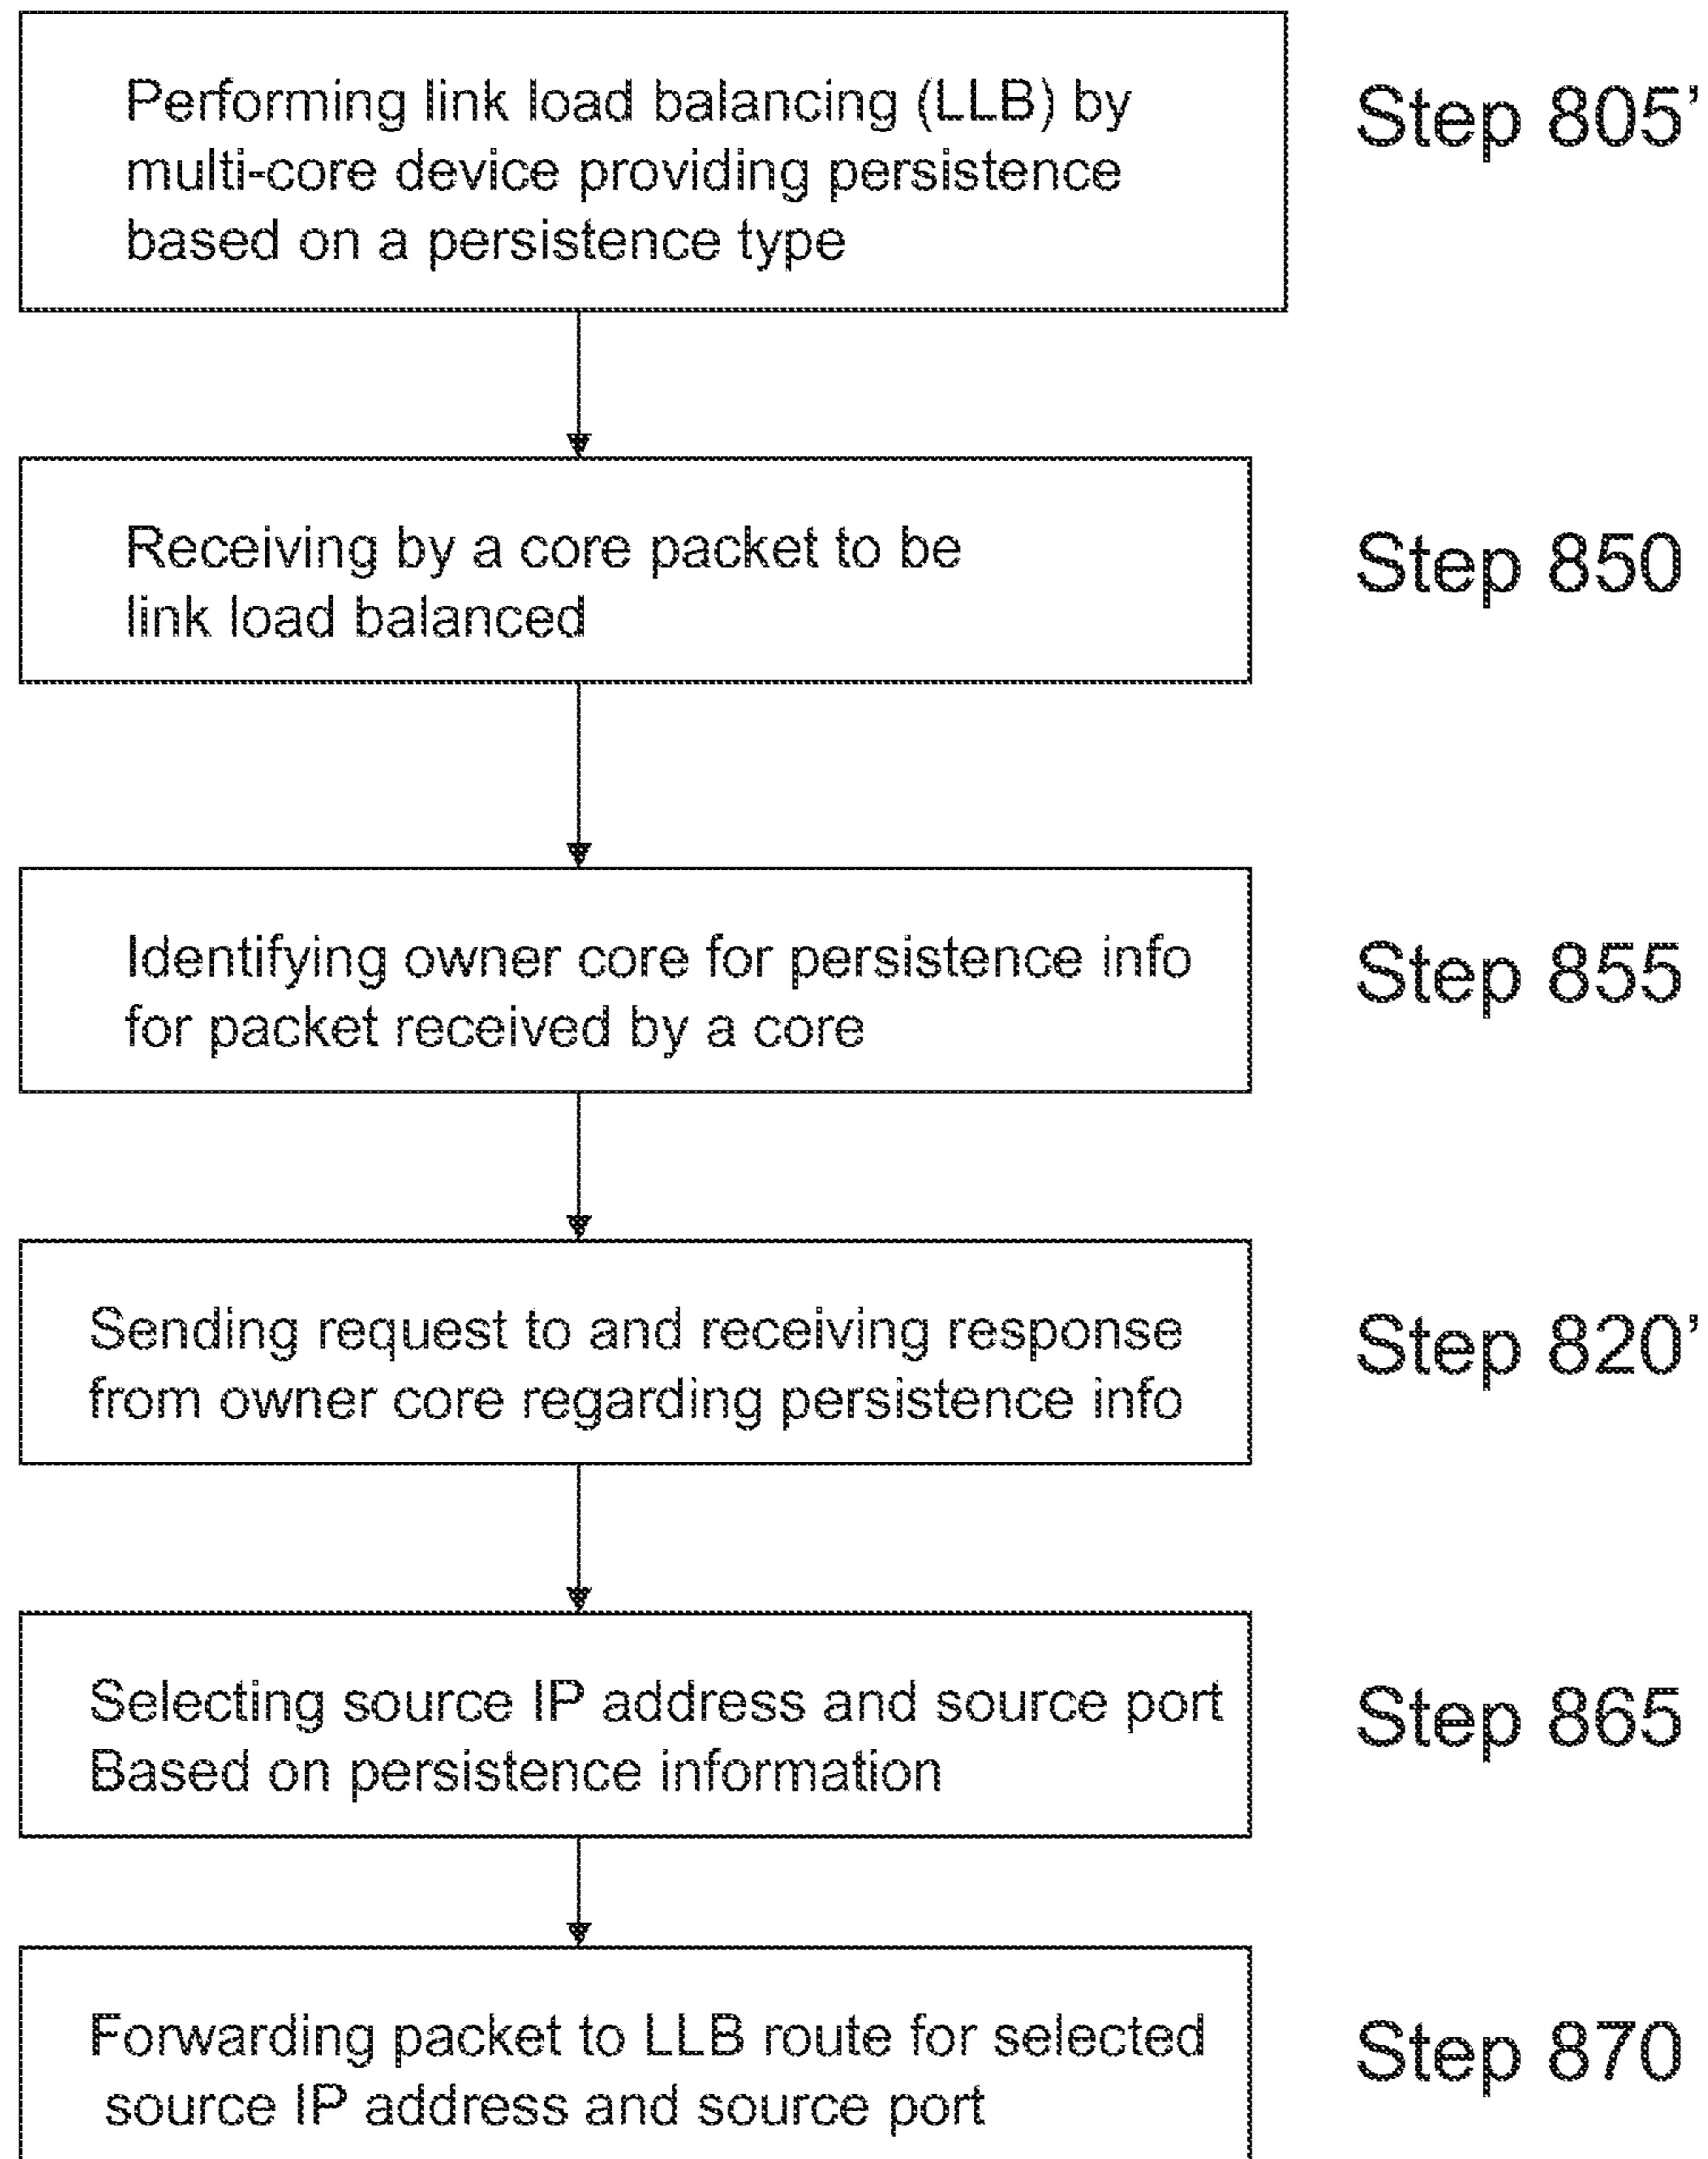 Performing link load balancing (LLB) by
multi-core device providing persistence
based on a persistence type
Step 805’
Receiving by a core packet to be
link load balanced
Step 850
Identifying owner core for persistence info
for packet received by a core
Step 855
Sending request to and receiving response
from owner core regarding persistence info
Step 820’
Selecting source IP address and source port
Based on persistence information
Step 865
Forwarding packet to LLB route for selected
source IP address and source port
Step 870